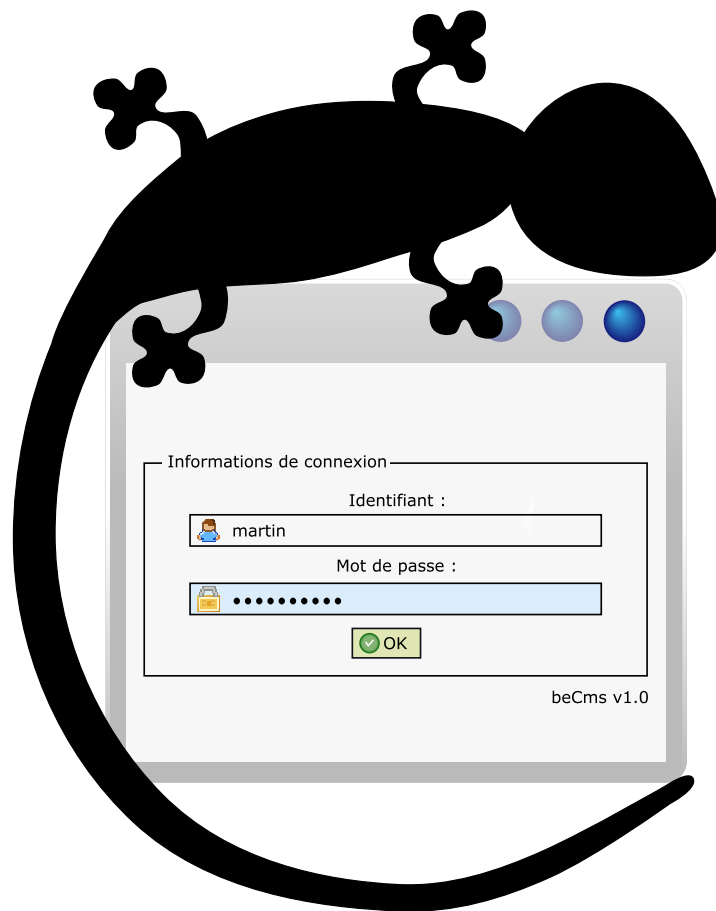 Informations de connexion
Identifiant :
martin
Mot de passe :
••••••••••
OK
beCms v1.0